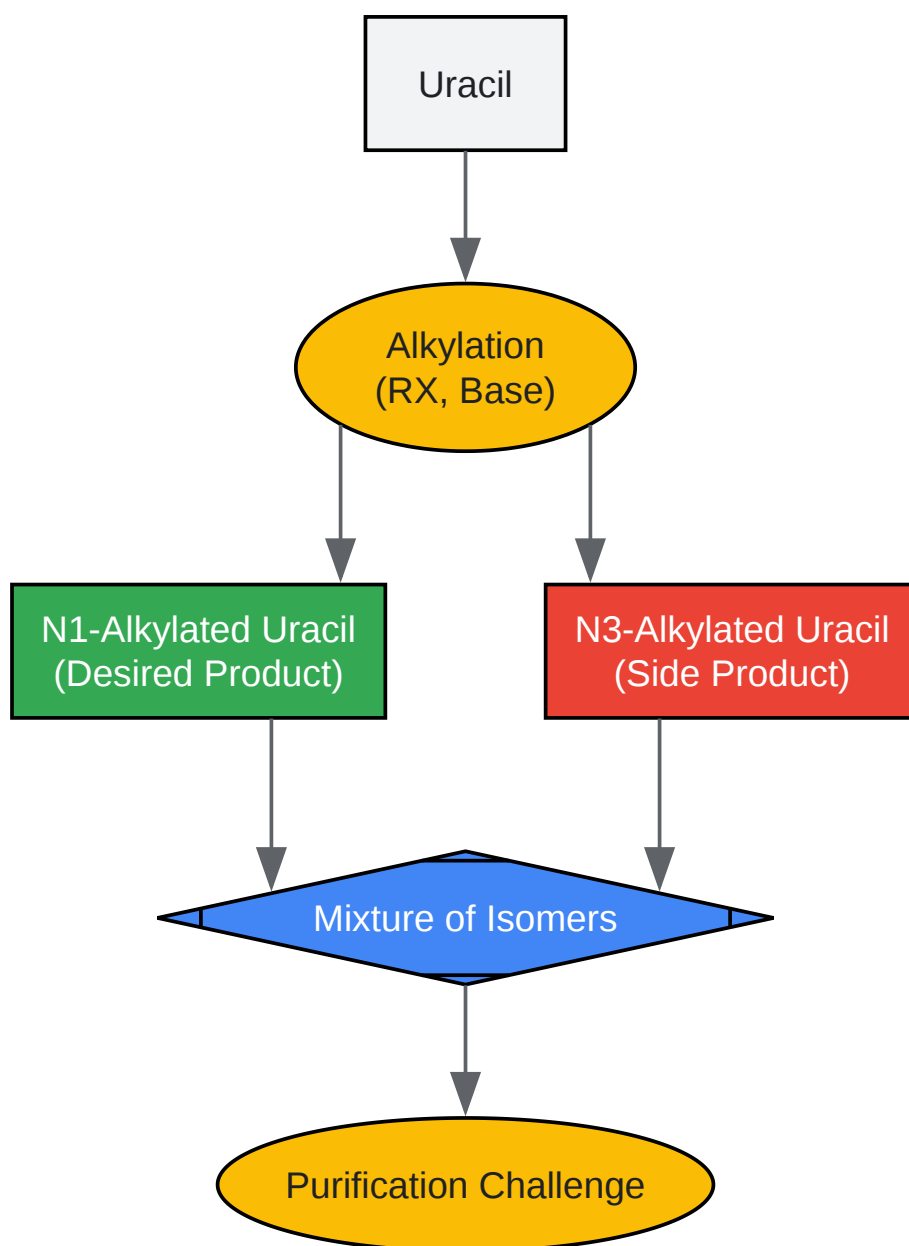 Uracil
Alkylation
(RX, Base)
N1-Alkylated Uracil
(Desired Product)
N3-Alkylated Uracil
(Side Product)
Mixture of Isomers
Purification Challenge